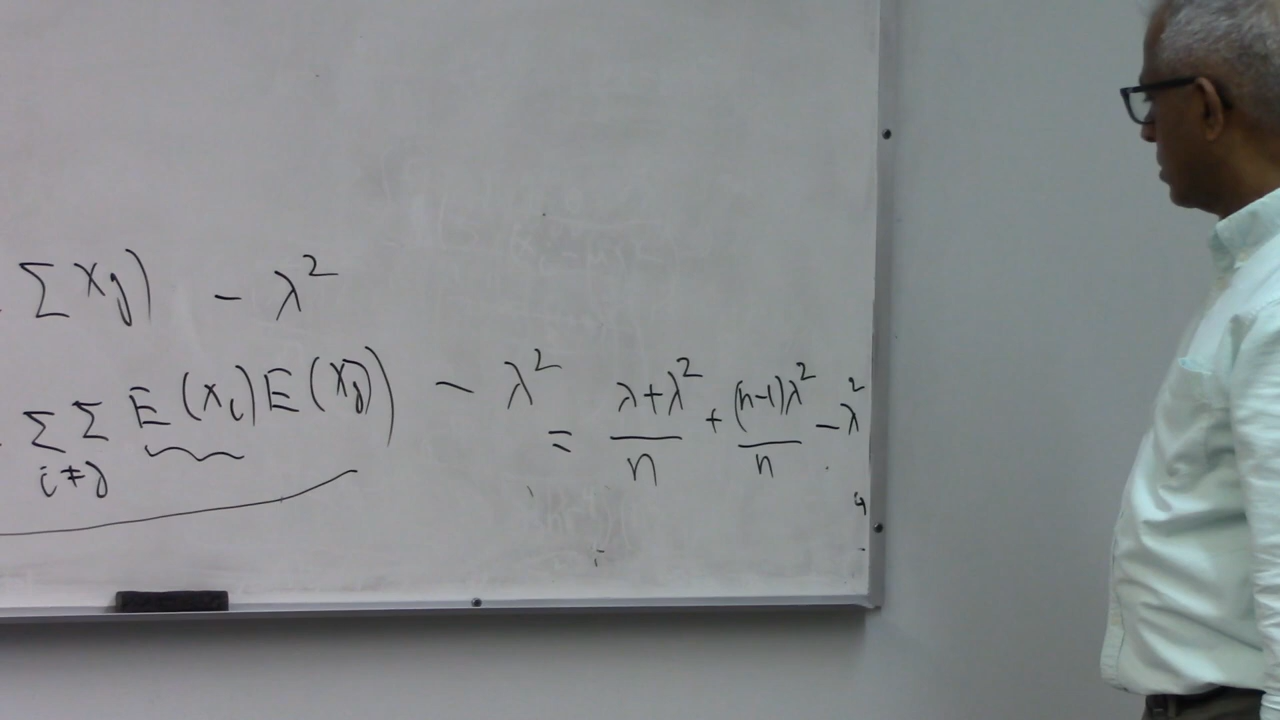 Σ Xj) - λ²
Σ Σ E(Xi)E(Xj)) - λ² = λ+λ²/n + (n-1)λ²/n - λ²
i≠j